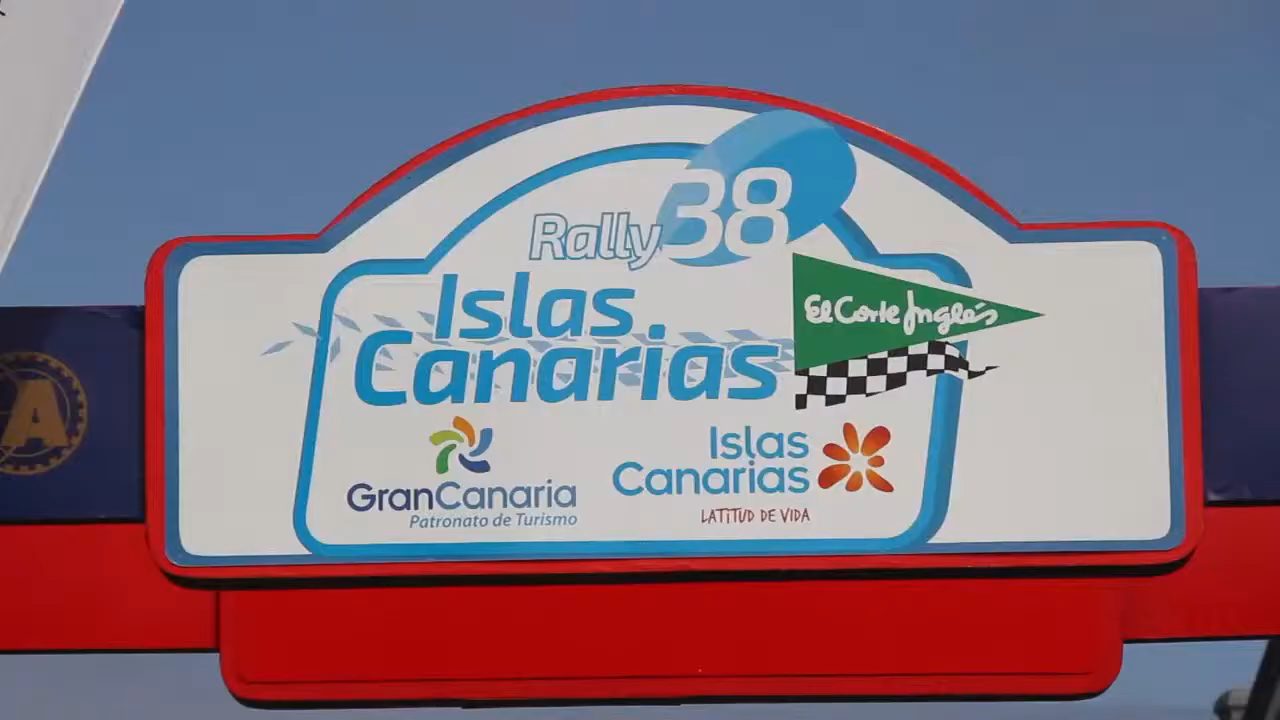 Rally 38
Islas
Canarias
El Corte Inglés
GranCanaria
Patronato de Turismo
Islas
Canarias
LATITUD DE VIDA
A